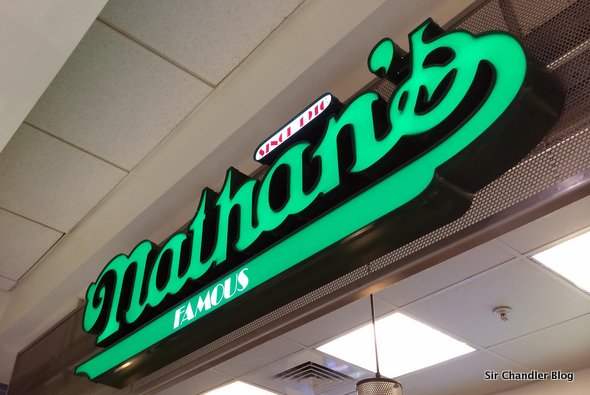 SINCE 1916
Nathan's
FAMOUS
Sir Chandler Blog